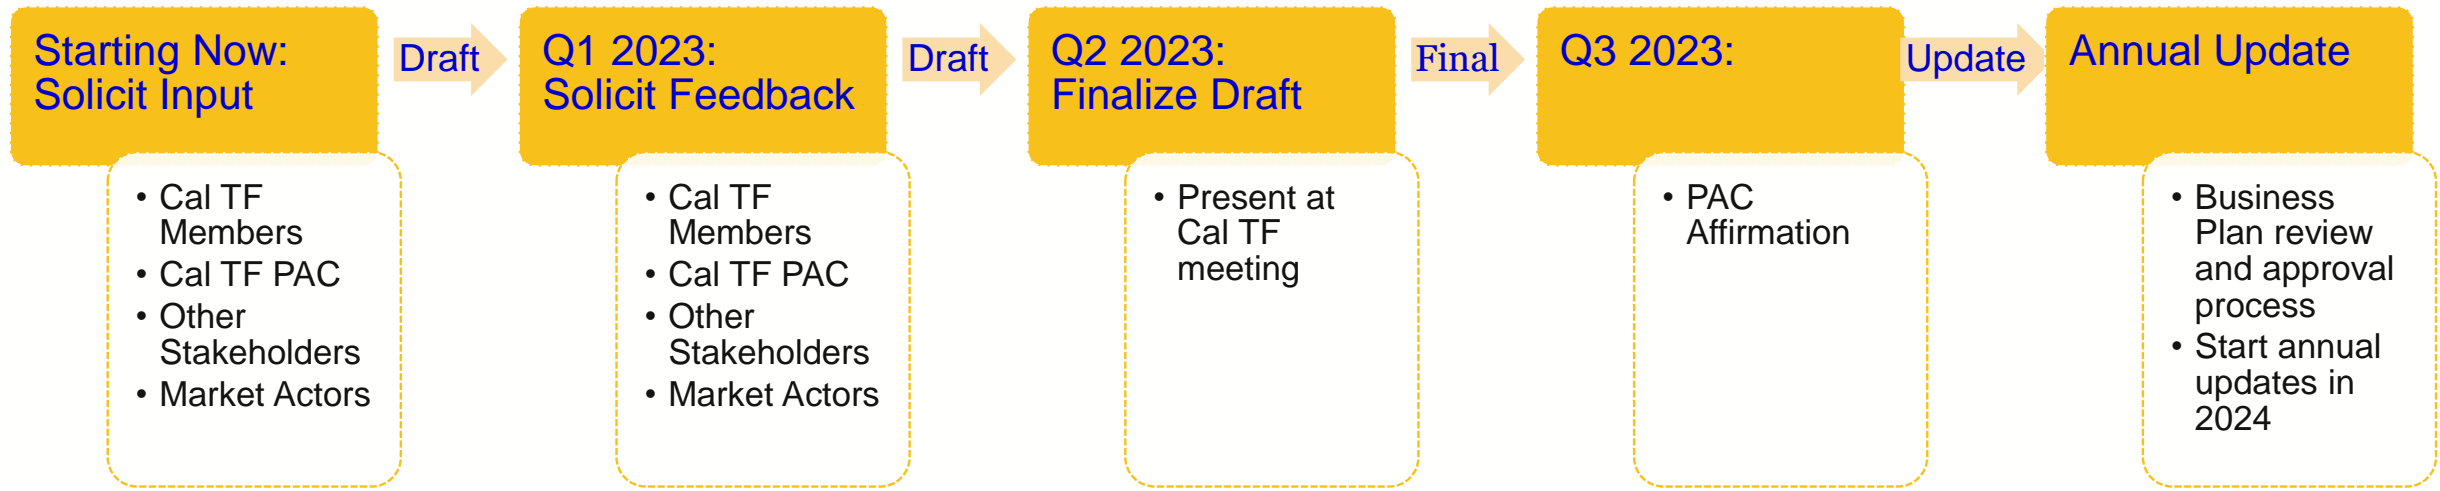 Starting Now:
Solicit Input
• Cal TF
Members
• Cal TF PAC
• Other
Stakeholders
• Market Actors
Draft
Q1 2023:
Solicit Feedback
• Cal TF
Members
• Cal TF PAC
• Other
Stakeholders
• Market Actors
Draft
Q2 2023:
Finalize Draft
• Present at
Cal TF
meeting
Final
Q3 2023:
• PAC
Affirmation
Update
Annual Update
• Business
Plan review
and approval
process
• Start annual
updates in
2024